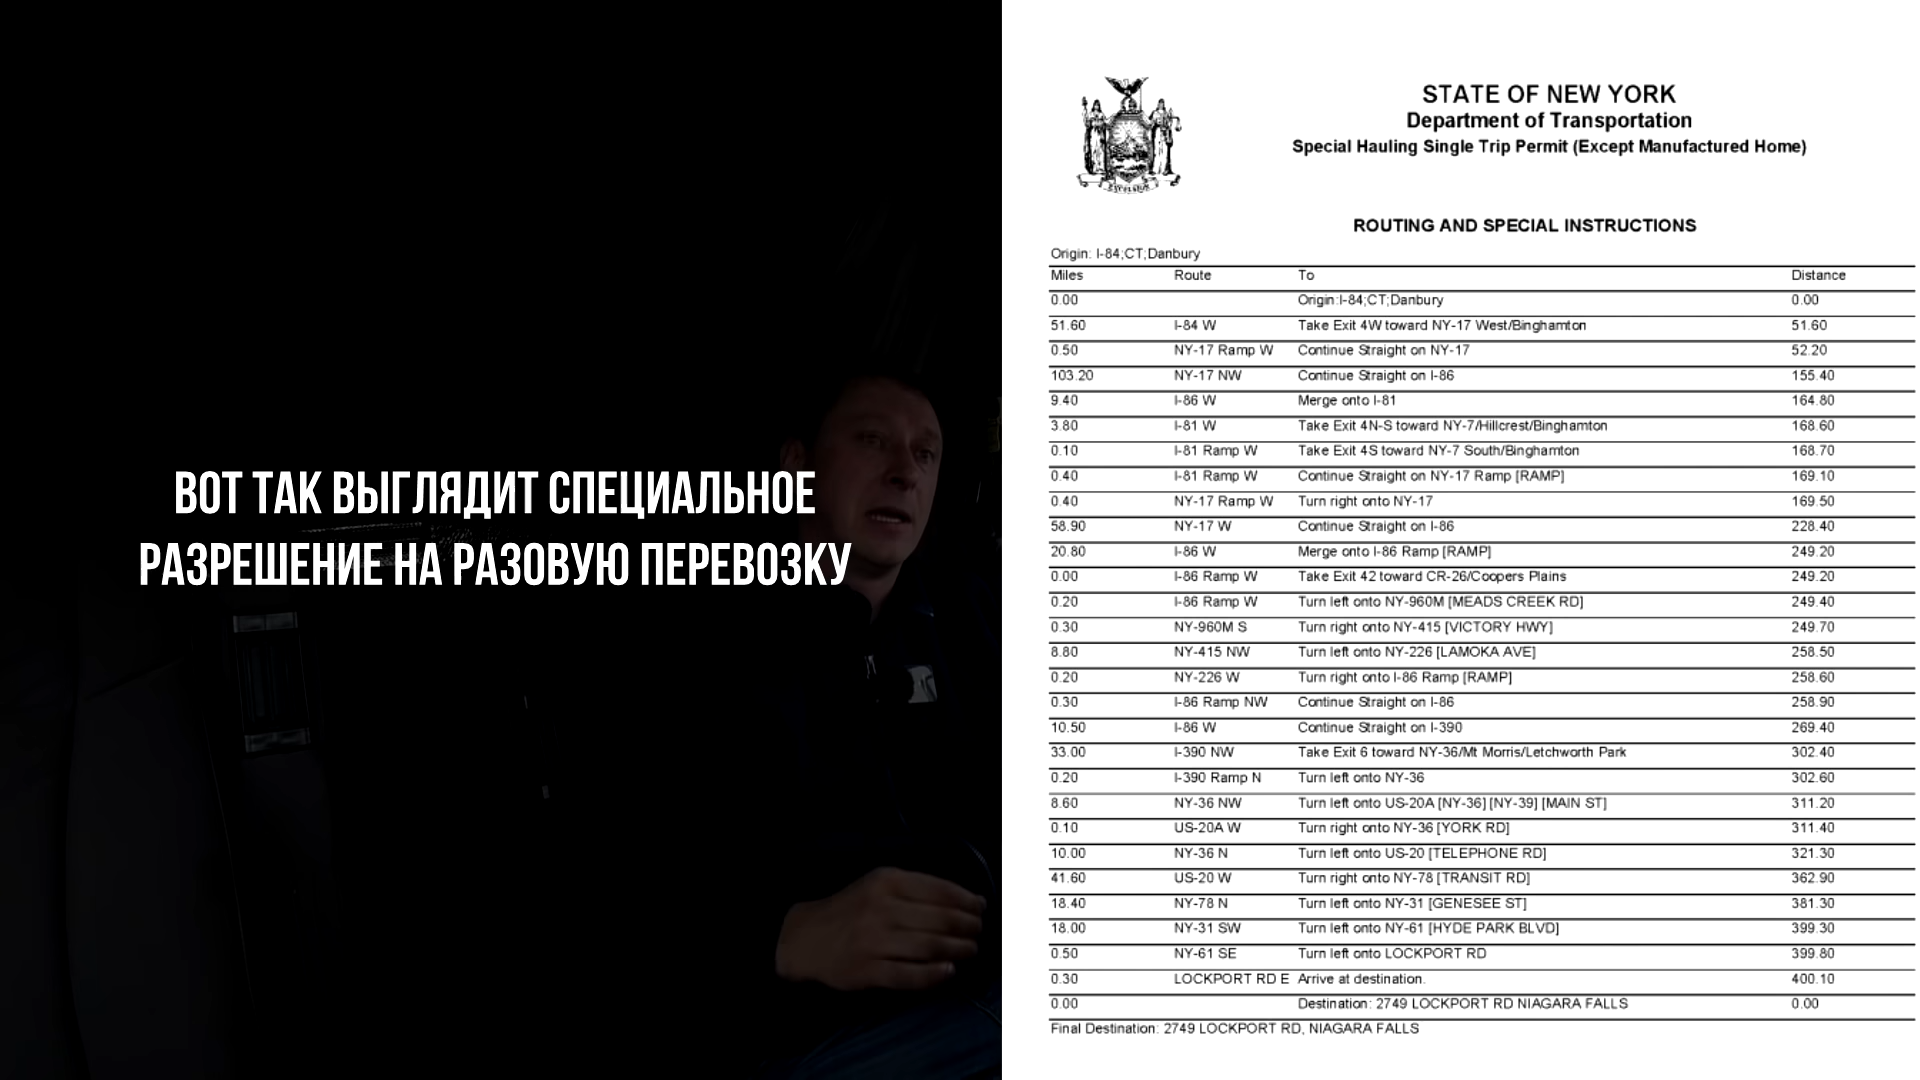 ВОТ ТАК ВЫГЛЯДИТ СПЕЦИАЛЬНОЕ
РАЗРЕШЕНИЕ НА РАЗОВУЮ ПЕРЕВОЗКУ
EXCELSIOR
STATE OF NEW YORK
Department of Transportation
Special Hauling Single Trip Permit (Except Manufactured Home)
ROUTING AND SPECIAL INSTRUCTIONS
Origin: I-84;CT;Danbury
Miles Route To Distance
0.00 Origin:I-84;CT;Danbury 0.00
51.60 I-84 W Take Exit 4W toward NY-17 West/Binghamton 51.60
0.50 NY-17 Ramp W Continue Straight on NY-17 52.20
103.20 NY-17 NW Continue Straight on I-86 155.40
9.40 I-86 W Merge onto I-81 164.80
3.80 I-81 W Take Exit 4N-S toward NY-7/Hillcrest/Binghamton 168.60
0.10 I-81 Ramp W Take Exit 4S toward NY-7 South/Binghamton 168.70
0.40 I-81 Ramp W Continue Straight on NY-17 Ramp [RAMP] 169.10
0.40 NY-17 Ramp W Turn right onto NY-17 169.50
58.90 NY-17 W Continue Straight on I-86 228.40
20.80 I-86 W Merge onto I-86 Ramp [RAMP] 249.20
0.00 I-86 Ramp W Take Exit 42 toward CR-26/Coopers Plains 249.20
0.20 I-86 Ramp W Turn left onto NY-960M [MEADS CREEK RD] 249.40
0.30 NY-960M S Turn right onto NY-415 [VICTORY HWY] 249.70
8.80 NY-415 NW Turn left onto NY-226 [LAMOKA AVE] 258.50
0.20 NY-226 W Turn right onto I-86 Ramp [RAMP] 258.60
0.30 I-86 Ramp NW Continue Straight on I-86 258.90
10.50 I-86 W Continue Straight on I-390 269.40
33.00 I-390 NW Take Exit 6 toward NY-36/Mt Morris/Letchworth Park 302.40
0.20 I-390 Ramp N Turn left onto NY-36 302.60
8.60 NY-36 NW Turn left onto US-20A [NY-36] [NY-39] [MAIN ST] 311.20
0.10 US-20A W Turn right onto NY-36 [YORK RD] 311.40
10.00 NY-36 N Turn left onto US-20 [TELEPHONE RD] 321.30
41.60 US-20 W Turn right onto NY-78 [TRANSIT RD] 362.90
18.40 NY-78 N Turn left onto NY-31 [GENESEE ST] 381.30
18.00 NY-31 SW Turn left onto NY-61 [HYDE PARK BLVD] 399.30
0.50 NY-61 SE Turn left onto LOCKPORT RD 399.80
0.30 LOCKPORT RD E Arrive at destination. 400.10
0.00 Destination: 2749 LOCKPORT RD NIAGARA FALLS 0.00
Final Destination: 2749 LOCKPORT RD, NIAGARA FALLS